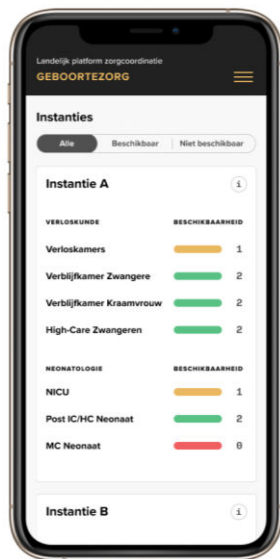 Landelijk platform zorgcoordinatie
GEBOORTEZORG
Instanties
Alle Beschikbaar Niet beschikbaar
Instantie A i
VERLOSKUNDE BESCHIKBAARHEID
Verloskamers 1
Verblijfkamer Zwangere 2
Verblijfkamer Kraamvrouw 2
High-Care Zwangeren 2
NEONATOLOGIE BESCHIKBAARHEID
NICU 1
Post IC/HC Neonaat 2
MC Neonaat 0
Instantie B i